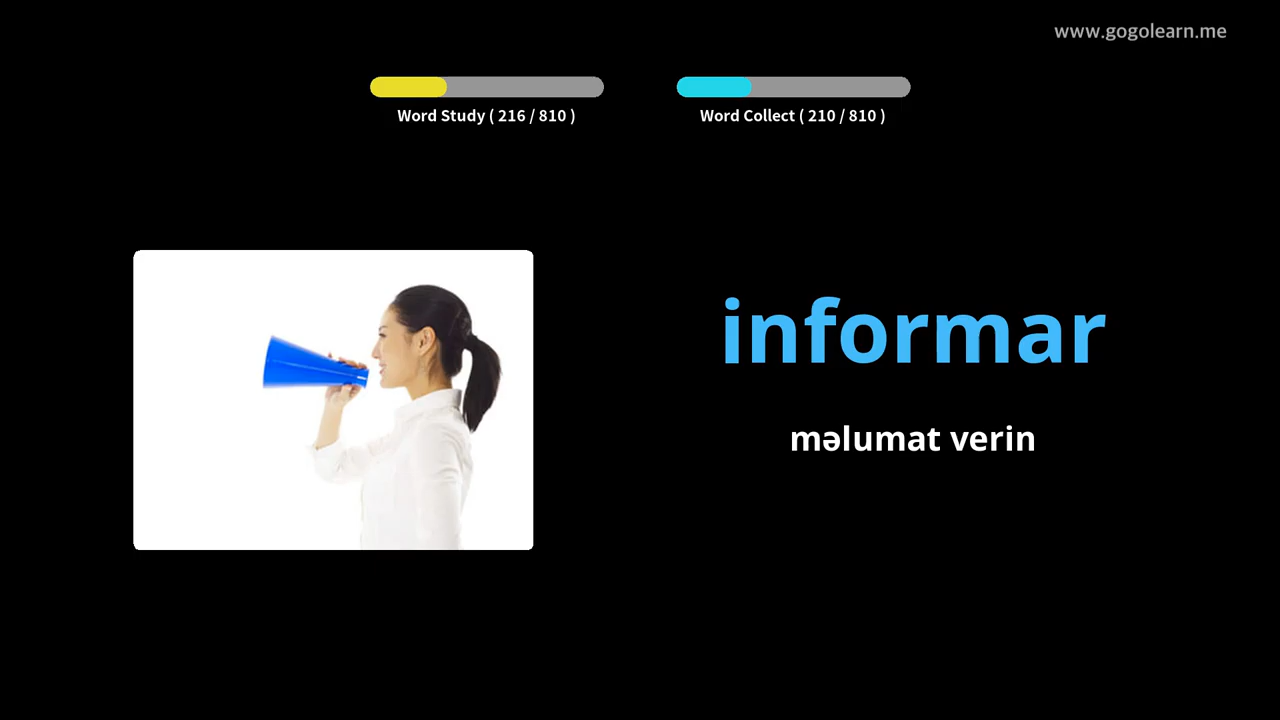 www.gogolearn.me
Word Study ( 216 / 810 )
Word Collect ( 210 / 810 )
informar
məlumat verin